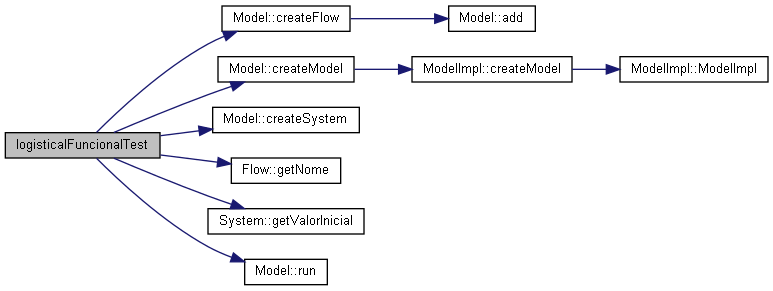 logisticalFuncionalTest
Model::createFlow
Model::add
Model::createModel
ModelImpl::createModel
ModelImpl::ModelImpl
Model::createSystem
Flow::getNome
System::getValorInicial
Model::run